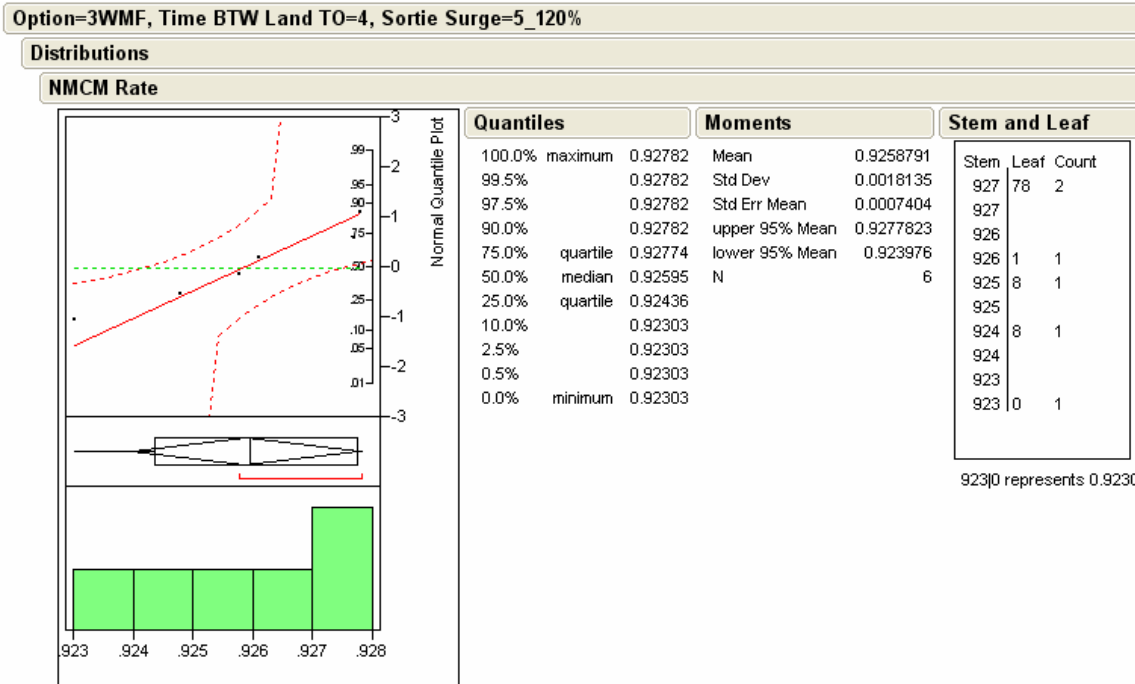 Option=3WMF, Time BTW Land TO=4, Sortie Surge=5_120%
Distributions
NMCM Rate
3
2
1
0
-1
-2
-3
.99
.95
.90
.75
.50
.25
.10
.05
.01
Normal Quantile Plot
.923 .924 .925 .926 .927 .928
Quantiles
100.0% maximum 0.92782
99.5% 0.92782
97.5% 0.92782
90.0% 0.92782
75.0% quartile 0.92774
50.0% median 0.92595
25.0% quartile 0.92436
10.0% 0.92303
2.5% 0.92303
0.5% 0.92303
0.0% minimum 0.92303
Moments
Mean 0.9258791
Std Dev 0.0018135
Std Err Mean 0.0007404
upper 95% Mean 0.9277823
lower 95% Mean 0.923976
N 6
Stem and Leaf
Stem Leaf Count
927 78 2
927
926
926 1 1
925 8 1
925
924 8 1
924
923
923 0 1
923|0 represents 0.9230